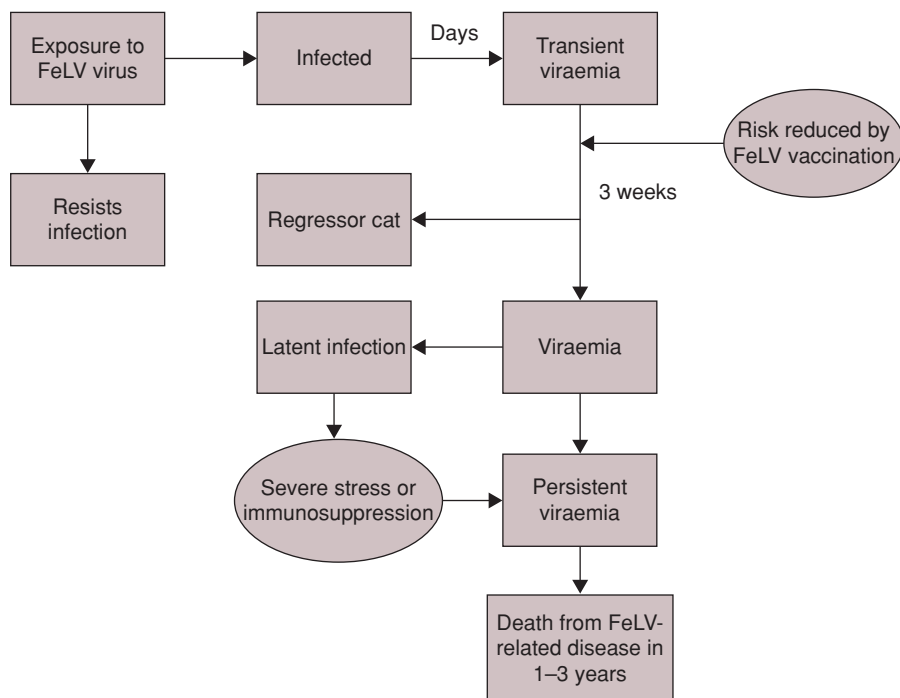 Exposure to
FeLV virus
Infected
Days
Transient
viraemia
Risk reduced by
FeLV vaccination
Resists
infection
Regressor cat
3 weeks
Latent infection
Viraemia
Severe stress or
immunosuppression
Persistent
viraemia
Death from FeLV-
related disease in
1–3 years